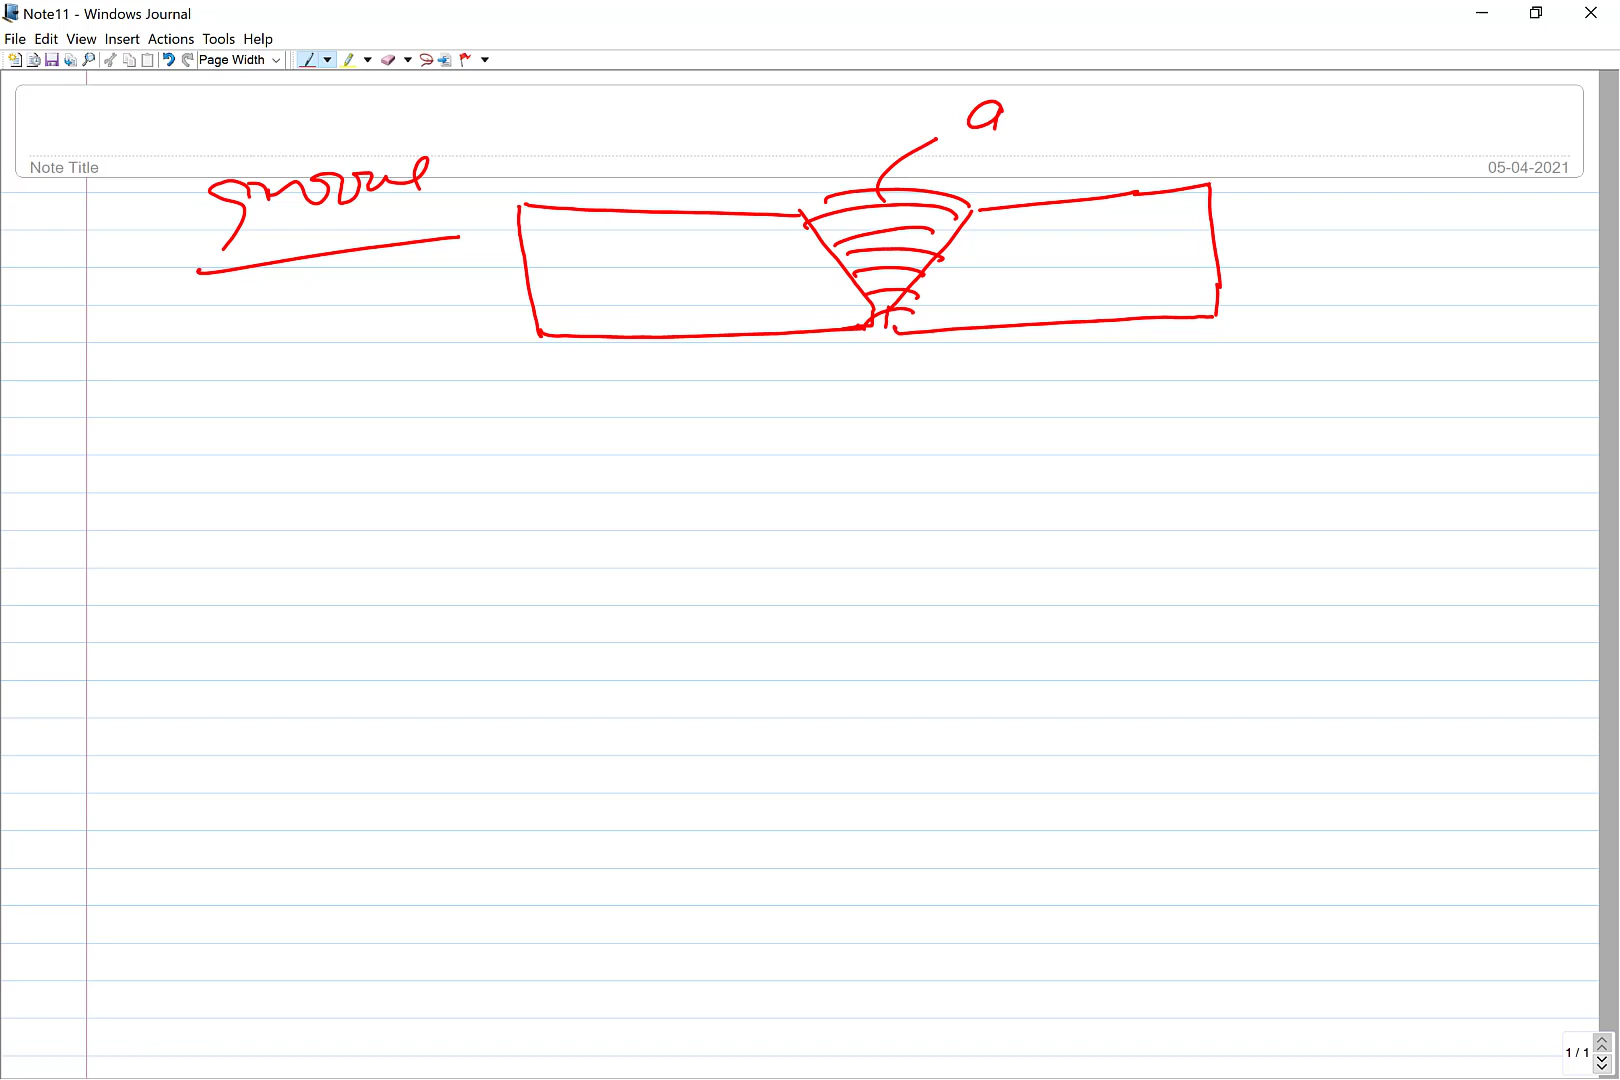 Note11 - Windows Journal
File Edit View Insert Actions Tools Help
Page Width
a
Note Title
05-04-2021
groove
1 / 1